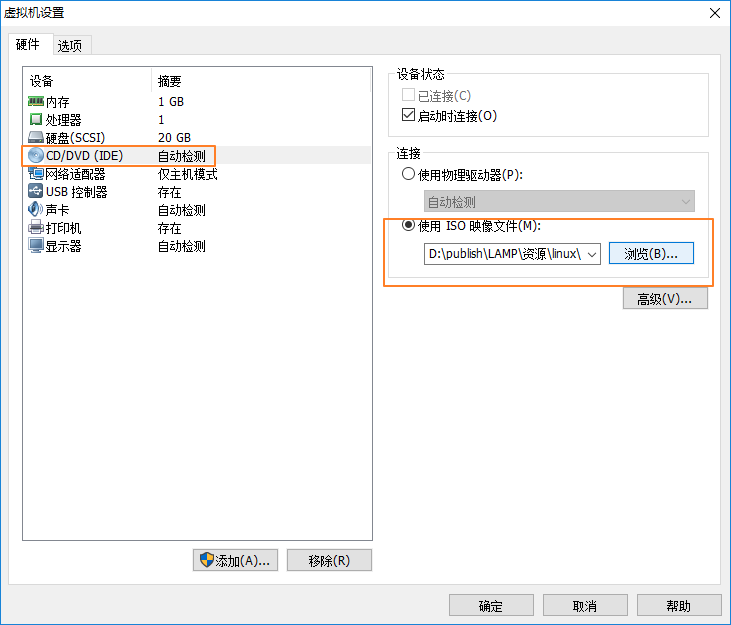 虚拟机设置
硬件 选项
设备 摘要
内存 1 GB
处理器 1
硬盘(SCSI) 20 GB
CD/DVD (IDE) 自动检测
网络适配器 仅主机模式
USB 控制器 存在
声卡 自动检测
打印机 存在
显示器 自动检测
添加(A)... 移除(R)
设备状态
已连接(C)
启动时连接(O)
连接
使用物理驱动器(P):
自动检测
使用 ISO 映像文件(M):
D:\publish\LAMP\资源\linux\ 浏览(B)...
高级(V)...
确定 取消 帮助